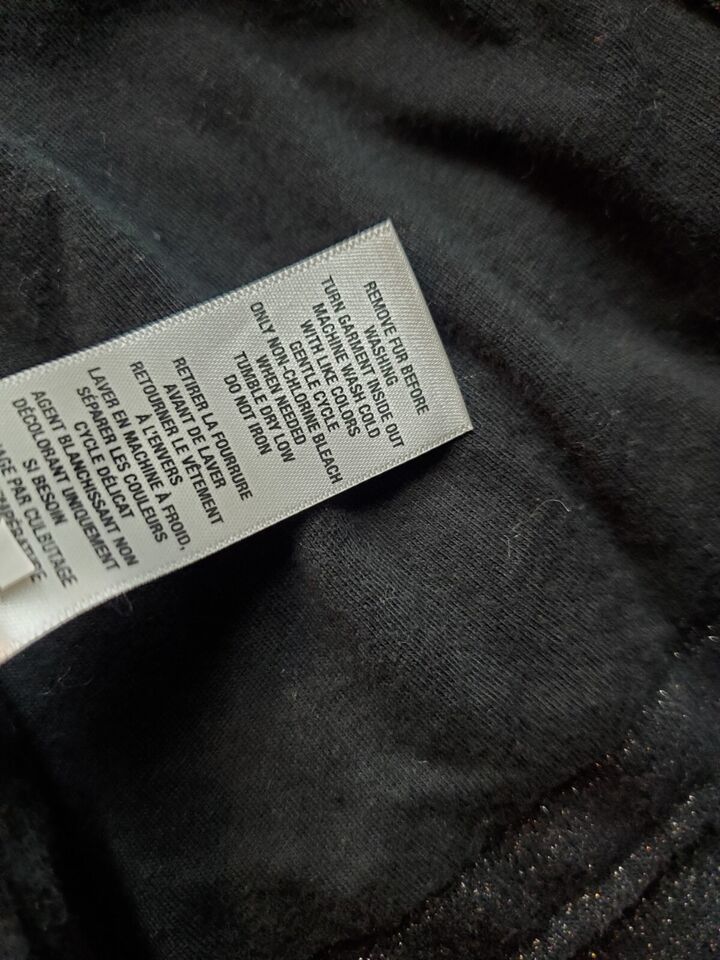 REMOVE FUR BEFORE
WASHING
TURN GARMENT INSIDE OUT
MACHINE WASH COLD
WITH LIKE COLORS
GENTLE CYCLE
ONLY NON-CHLORINE BLEACH
WHEN NEEDED
TUMBLE DRY LOW
DO NOT IRON
RETIRER LA FOURRURE
AVANT DE LAVER
RETOURNER LE VÊTEMENT
À L'ENVERS
LAVER EN MACHINE À FROID,
SÉPARER LES COULEURS
CYCLE DÉLICAT
AGENT BLANCHISSANT NON
DÉCOLORANT UNIQUEMENT
SI BESOIN
PAR CULBUTAGE